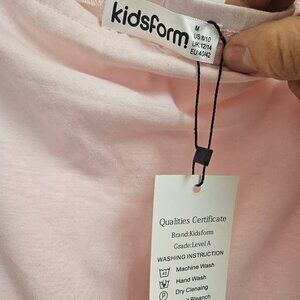 kidsform
M
US:8/10
UK:12/14
EU:40/42
Qualities Certificate
Brand:Kidsform
Grade:Level A
WASHING INSTRUCTION
Machine Wash
Hand Wash
Dry Cleaning
Bleanch